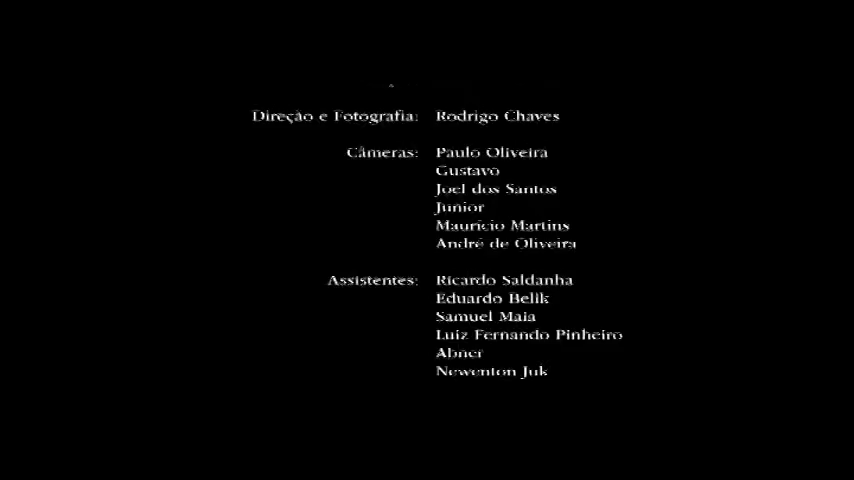 Direção e Fotografia: Rodrigo Chaves
Câmeras: Paulo Oliveira
Gustavo
Joel dos Santos
Junior
Maurício Martins
André de Oliveira
Assistentes: Ricardo Saldanha
Eduardo Belik
Samuel Maia
Luiz Fernando Pinheiro
Abner
Newenton Juk